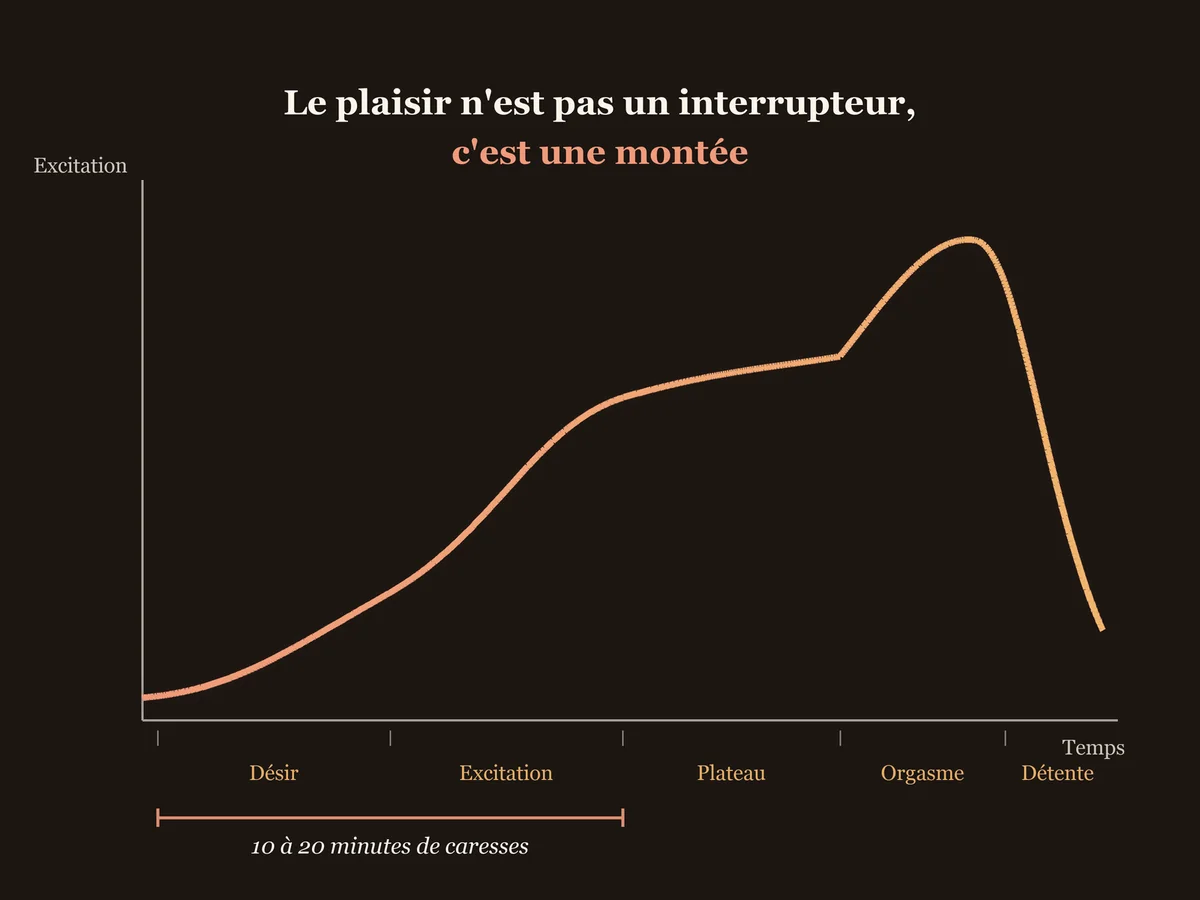 Le plaisir n'est pas un interrupteur,
c'est une montée
Excitation
Temps
Désir Excitation Plateau Orgasme Détente
10 à 20 minutes de caresses